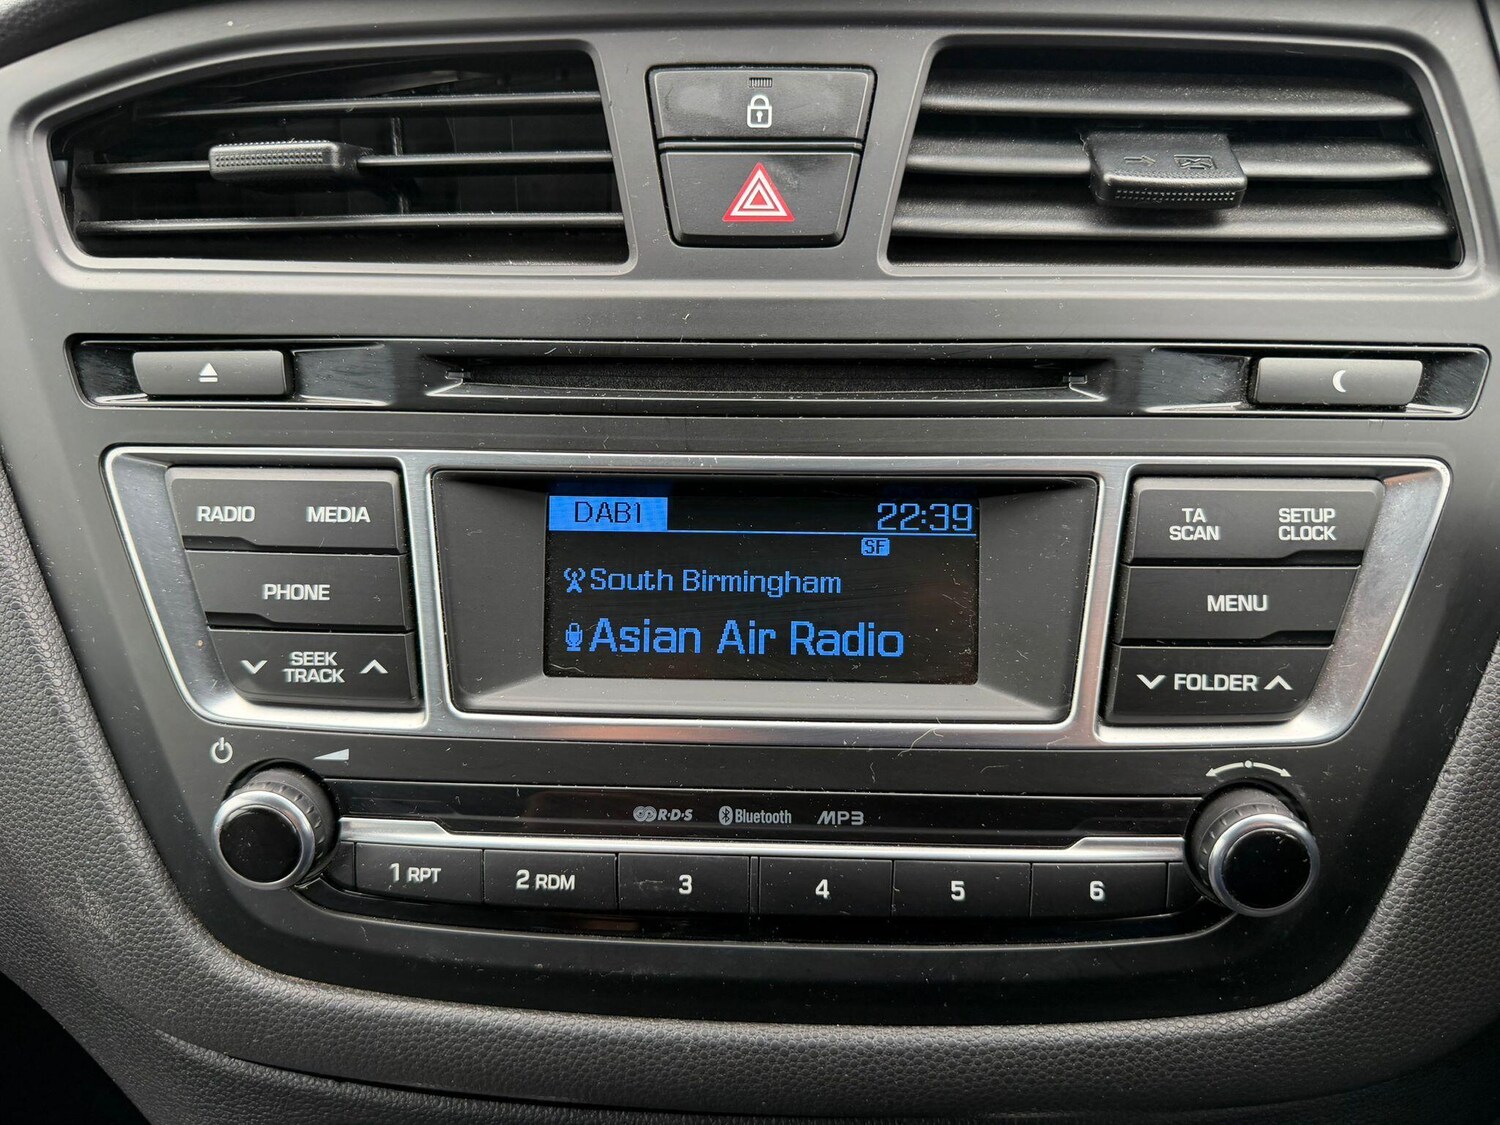 RADIO MEDIA
PHONE
SEEK
TRACK
DAB1 22:39
SF
South Birmingham
Asian Air Radio
TA
SCAN
SETUP
CLOCK
MENU
FOLDER
R·D·S Bluetooth MP3
1 RPT 2 RDM 3 4 5 6